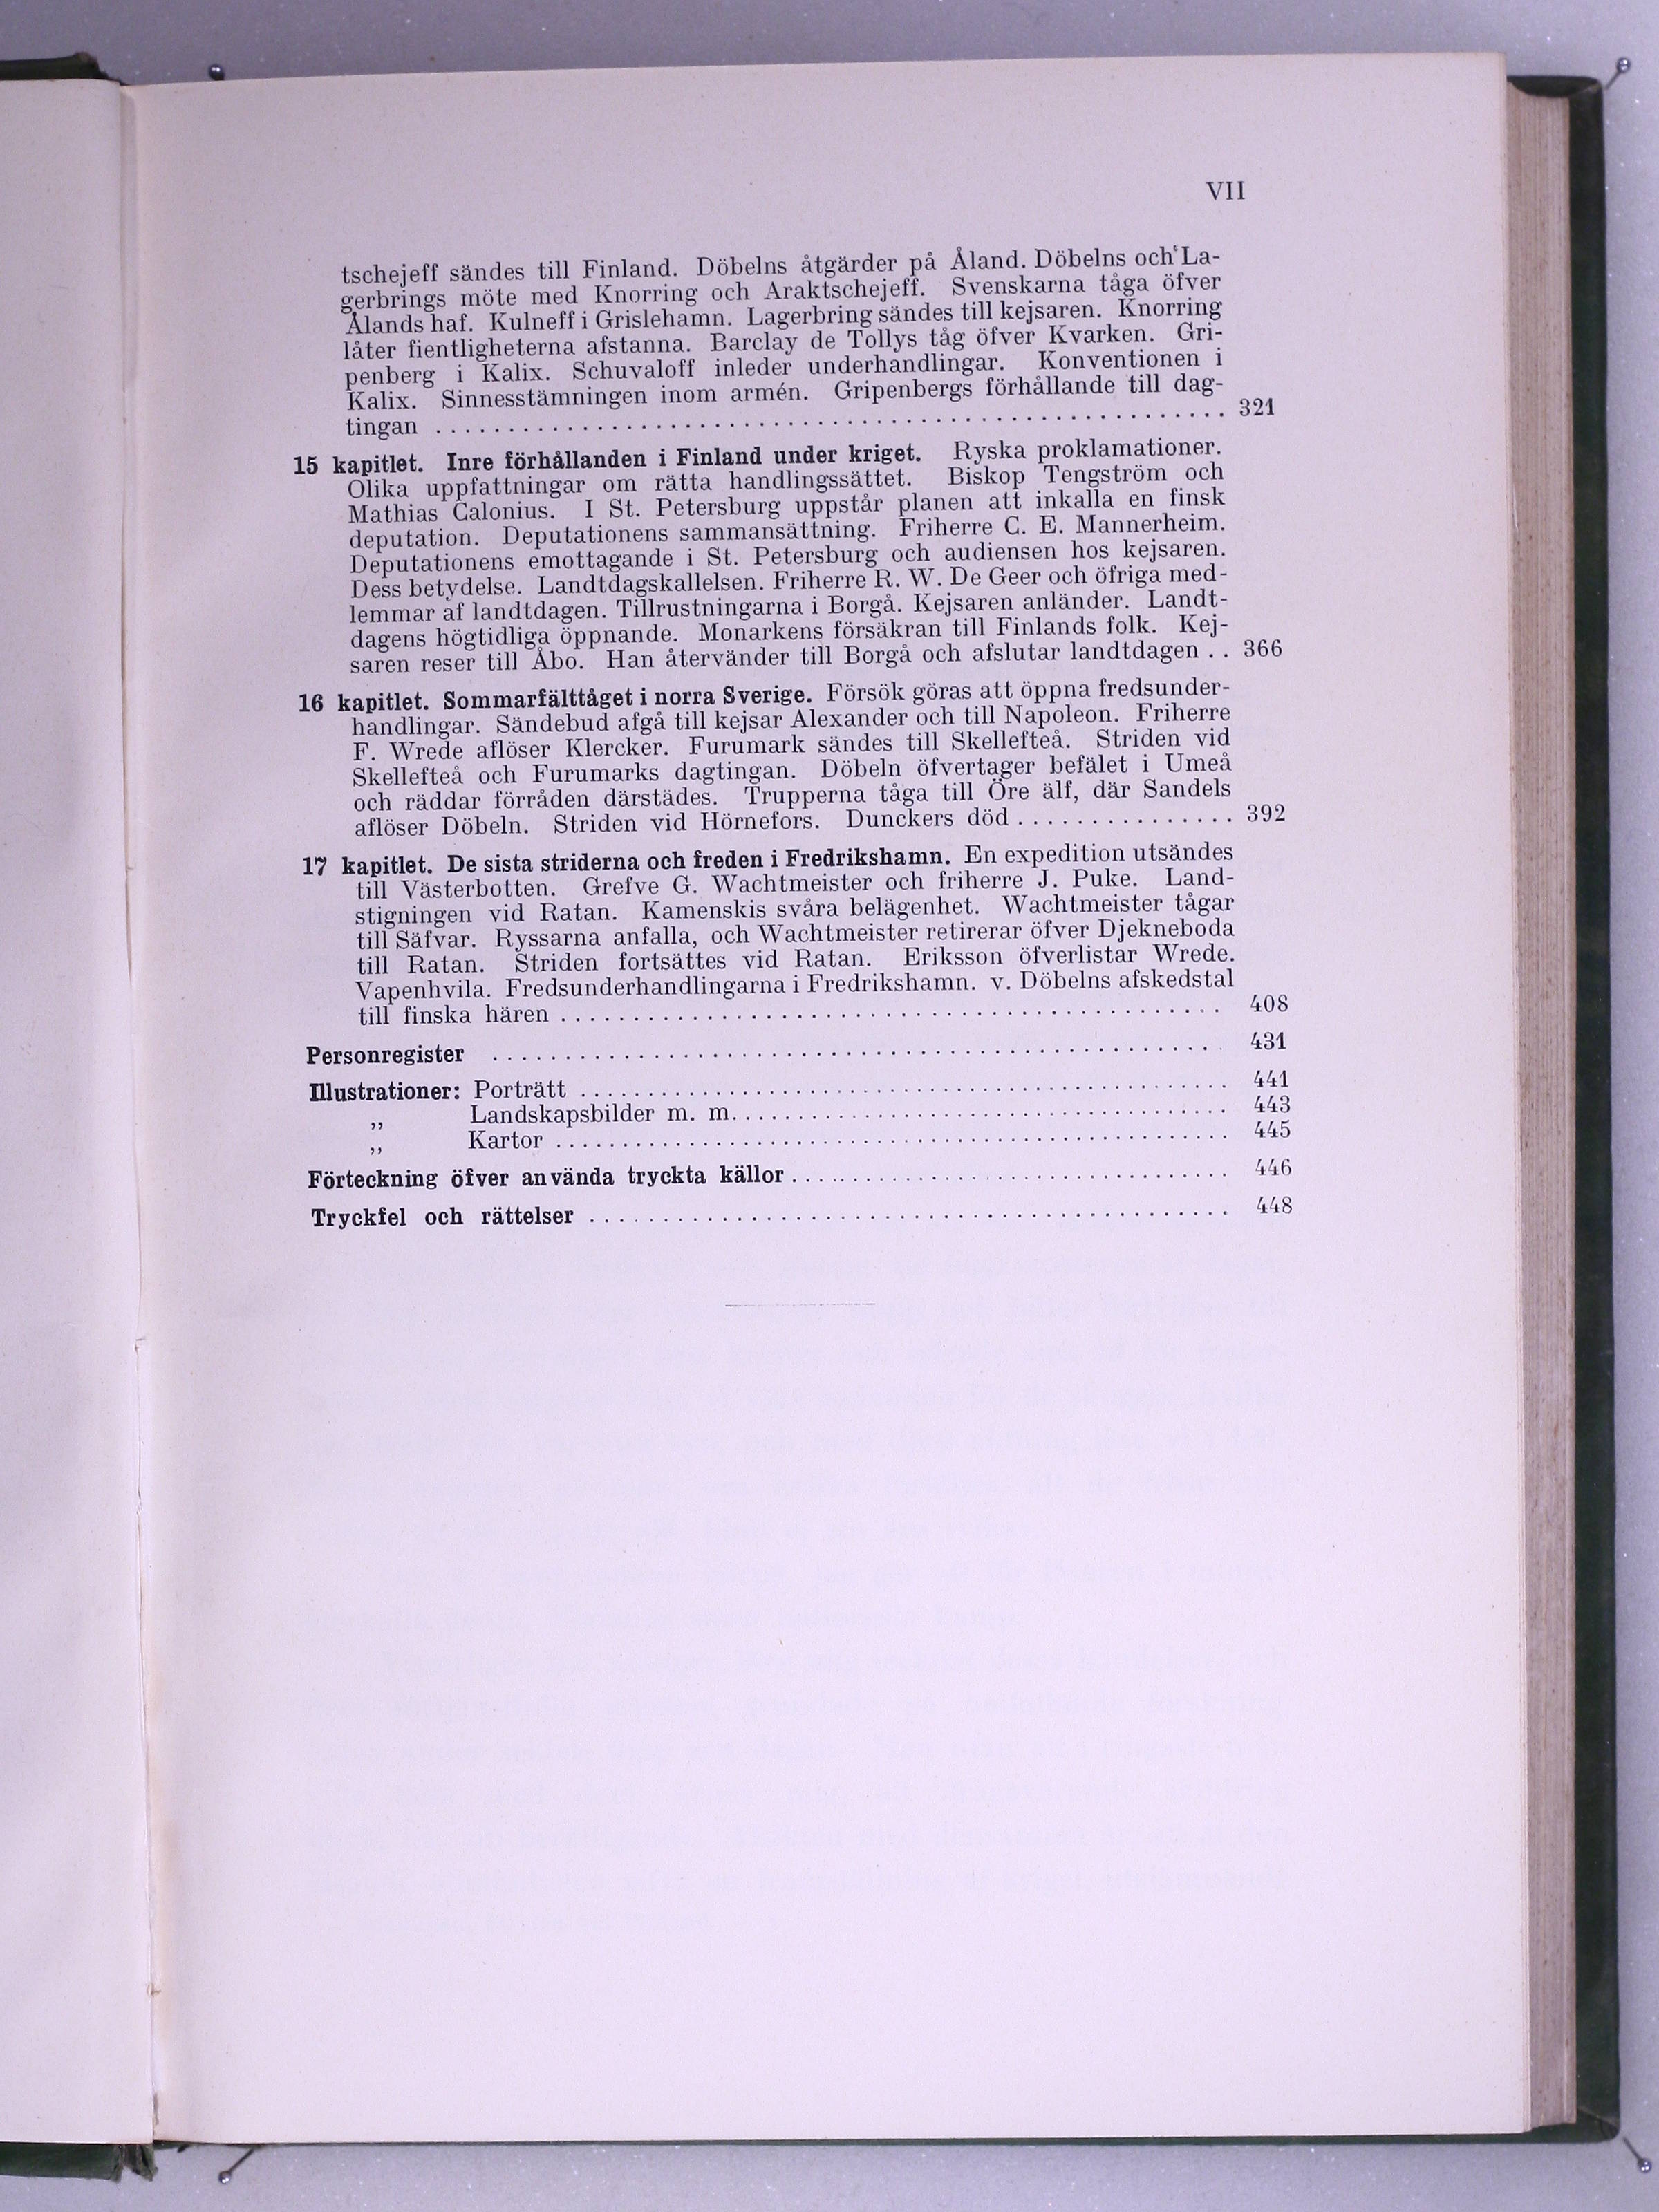 VII
tschejeff sändes till Finland. Döbelns åtgärder på Åland. Döbelns och La-
gerbrings möte med Knorring och Araktschejeff. Svenskarna tåga öfver
Ålands haf. Kulneff i Grislehamn. Lagerbring sändes till kejsaren. Knorring
låter fientligheterna afstanna. Barclay de Tollys tåg öfver Kvarken. Gri-
penberg i Kalix. Schuvaloff inleder underhandlingar. Konventionen i
Kalix. Sinnesstämningen inom armén. Gripenbergs förhållande till dag-
tingan . . . . . . . . . . . . . . . . . . . . . . . . . . . . . . . . . . . . . . . . 321
15 kapitlet. Inre förhållanden i Finland under kriget. Ryska proklamationer.
Olika uppfattningar om rätta handlingssättet. Biskop Tengström och
Mathias Calonius. I St. Petersburg uppstår planen att inkalla en finsk
deputation. Deputationens sammansättning. Friherre C. E. Mannerheim.
Deputationens emottagande i St. Petersburg och audiensen hos kejsaren.
Dess betydelse. Landtdagskallelsen. Friherre R. W. De Geer och öfriga med-
lemmar af landtdagen. Tillrustningarna i Borgå. Kejsaren anländer. Landt-
dagens högtidliga öppnande. Monarkens försäkran till Finlands folk. Kej-
saren reser till Åbo. Han återvänder till Borgå och afslutar landtdagen . . 366
16 kapitlet. Sommarfälttåget i norra Sverige. Försök göras att öppna fredsunder-
handlingar. Sändebud afgå till kejsar Alexander och till Napoleon. Friherre
F. Wrede aflöser Klercker. Furumark sändes till Skellefteå. Striden vid
Skellefteå och Furumarks dagtingan. Döbeln öfvertager befälet i Umeå
och räddar förråden därstädes. Trupperna tåga till Öre älf, där Sandels
aflöser Döbeln. Striden vid Hörnefors. Dunckers död . . . . . . . . . . . . . . . 392
17 kapitlet. De sista striderna och freden i Fredrikshamn. En expedition utsändes
till Västerbotten. Grefve G. Wachtmeister och friherre J. Puke. Land-
stigningen vid Ratan. Kamenskis svåra belägenhet. Wachtmeister tågar
till Säfvar. Ryssarna anfalla, och Wachtmeister retirerar öfver Djekneboda
till Ratan. Striden fortsättes vid Ratan. Eriksson öfverlistar Wrede.
Vapenhvila. Fredsunderhandlingarna i Fredrikshamn. v. Döbelns afskedstal
till finska hären . . . . . . . . . . . . . . . . . . . . . . . . . . . . . . . . . . . . 408
Personregister . . . . . . . . . . . . . . . . . . . . . . . . . . . . . . . . . . . . . 431
Illustrationer: Porträtt . . . . . . . . . . . . . . . . . . . . . . . . . . . . . . . . 441
„ Landskapsbilder m. m. . . . . . . . . . . . . . . . . . . . . . . . . . 443
„ Kartor . . . . . . . . . . . . . . . . . . . . . . . . . . . . . . . . . . . 445
Förteckning öfver använda tryckta källor . . . . . . . . . . . . . . . . . . . . . . 446
Tryckfel och rättelser . . . . . . . . . . . . . . . . . . . . . . . . . . . . . . . . 448